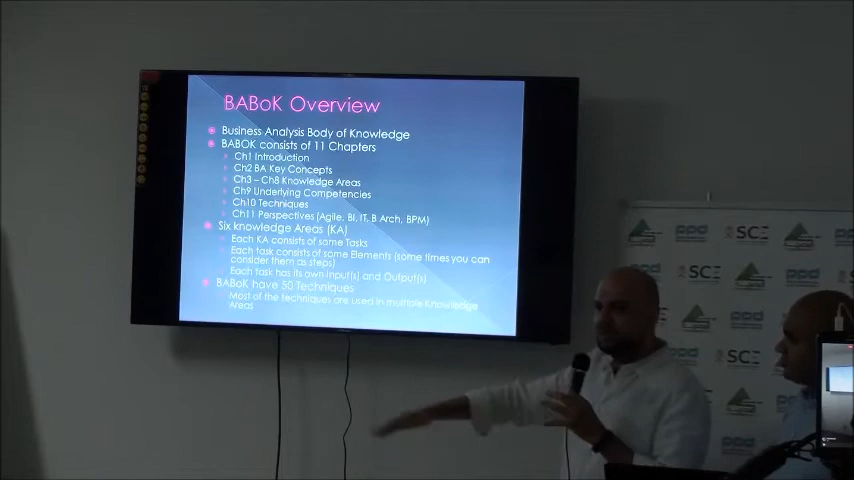 BABoK Overview
Business Analysis Body of Knowledge
BABOK consists of 11 Chapters
Ch1 Introduction
Ch2 BA Key Concepts
Ch3 – Ch8 Knowledge Areas
Ch9 Underlying Competencies
Ch10 Techniques
Ch11 Perspectives (Agile, BI, IT, B Arch, BPM)
Six knowledge Areas (KA)
Each KA consists of some Tasks
Each task consists of some Elements (some times you can
consider them as steps)
Each task has its own Input(s) and Output(s)
BABoK have 50 Techniques
Most of the techniques are used in multiple Knowledge
Areas
SCE
SCE
SCE